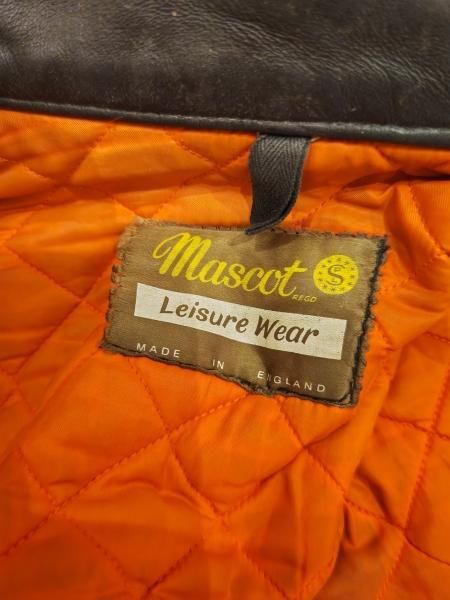 Mascot
S
REGD
Leisure Wear
MADE IN ENGLAND